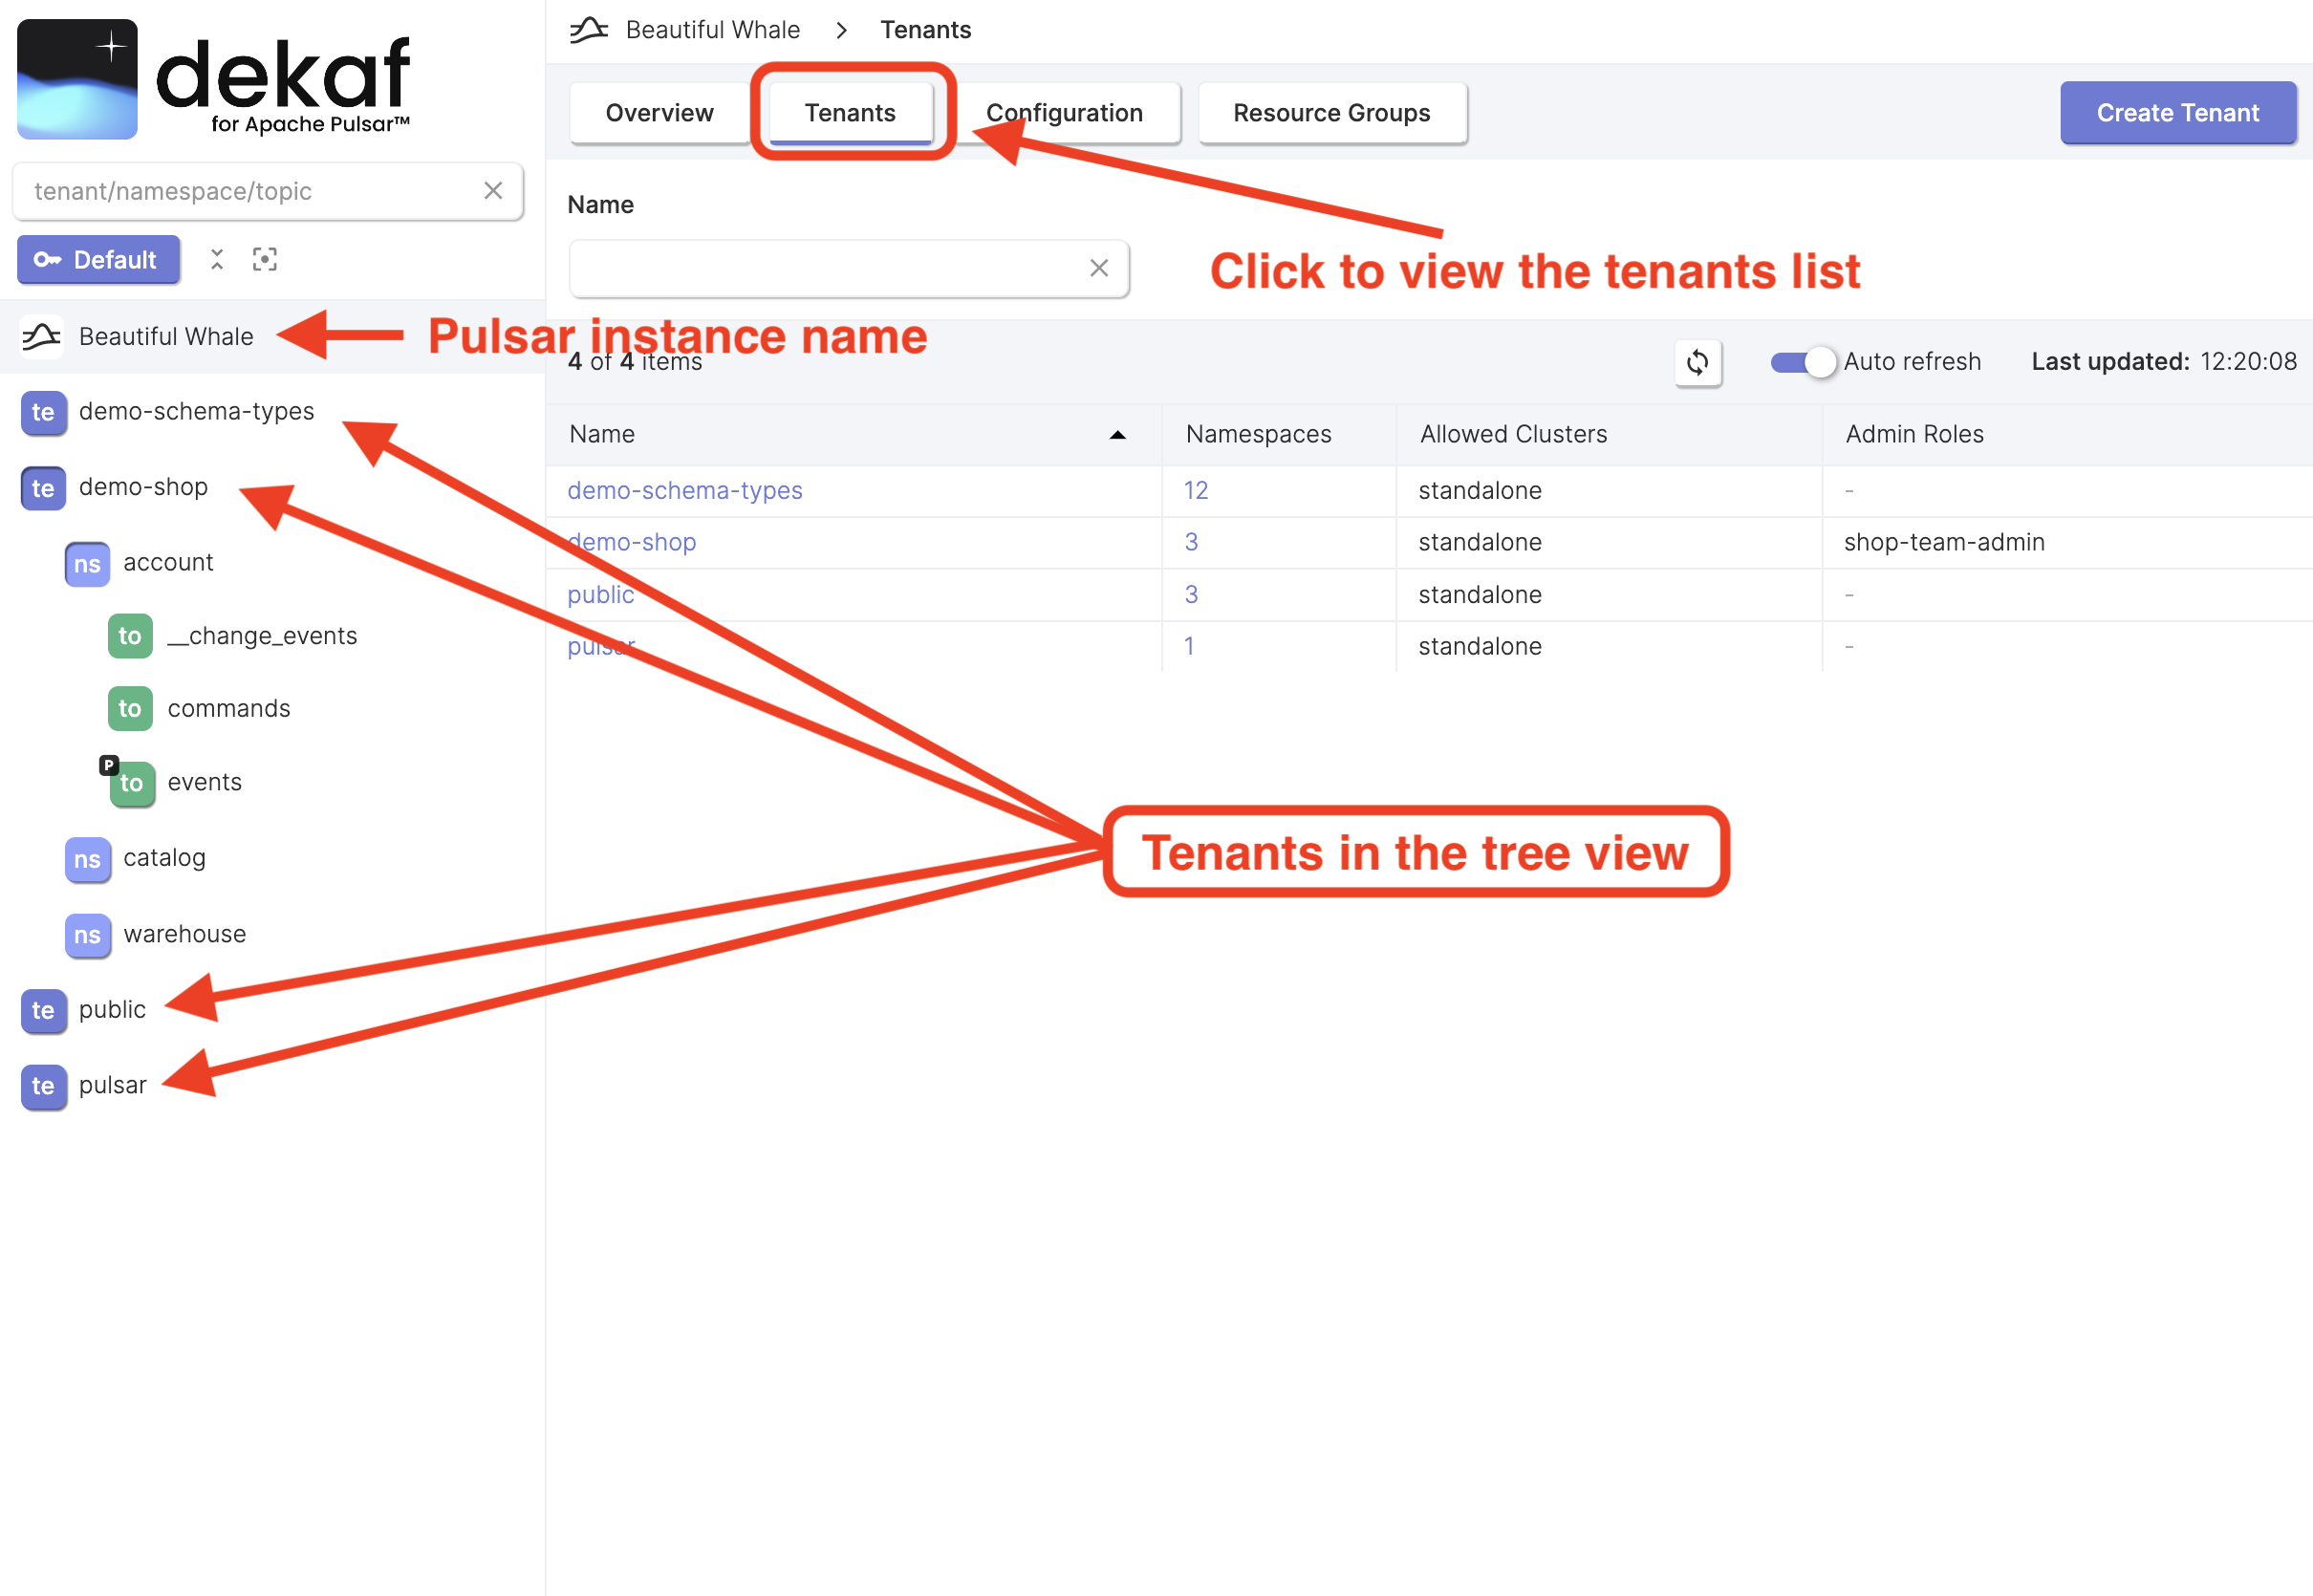 dekaf
for Apache Pulsar™
tenant/namespace/topic
Default
Beautiful Whale
te demo-schema-types
te demo-shop
ns account
to __change_events
to commands
P
to events
ns catalog
ns warehouse
te public
te pulsar
Beautiful Whale > Tenants
Overview Tenants Configuration Resource Groups Create Tenant
Name
Click to view the tenants list
Pulsar instance name
4 of 4 items
Auto refresh Last updated: 12:20:08
Name Namespaces Allowed Clusters Admin Roles
demo-schema-types 12 standalone -
demo-shop 3 standalone shop-team-admin
public 3 standalone -
pulsar 1 standalone -
Tenants in the tree view